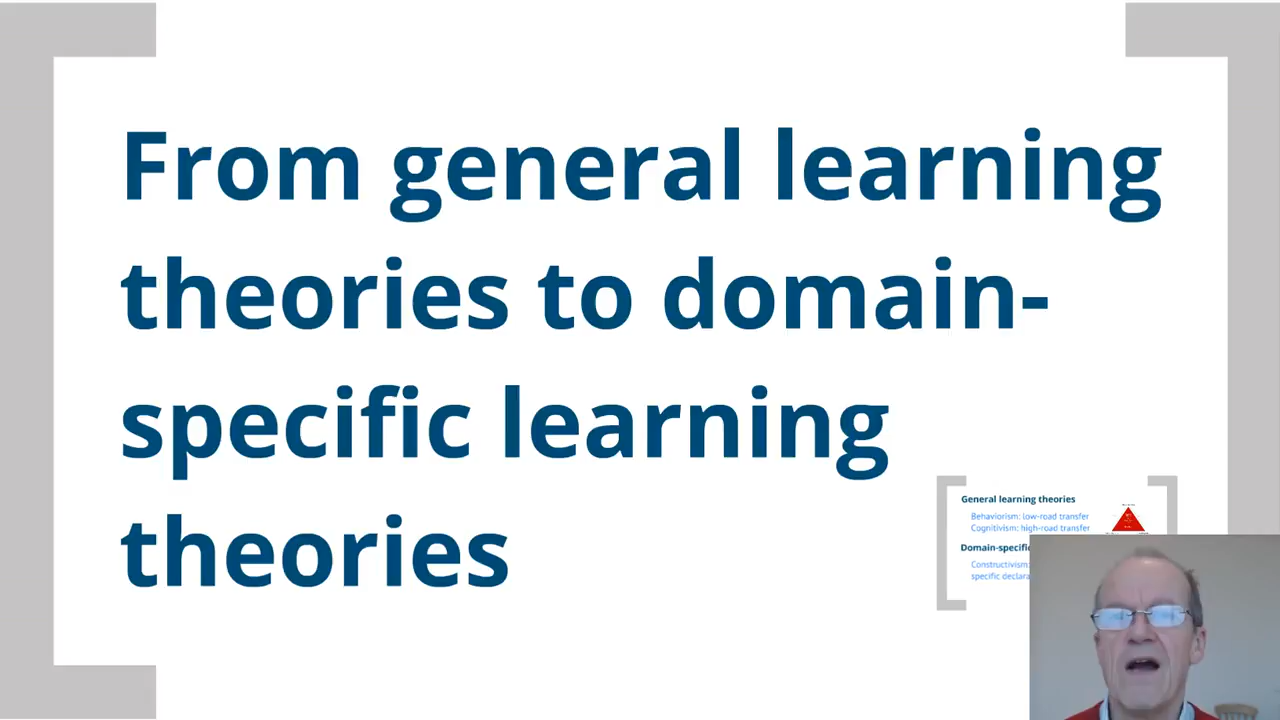 From general learning
theories to domain-
specific learning
theories
General learning theories
Behaviorism: low-road transfer
Cognitivism: high-road transfer
Domain-specific
Constructivism:
specific